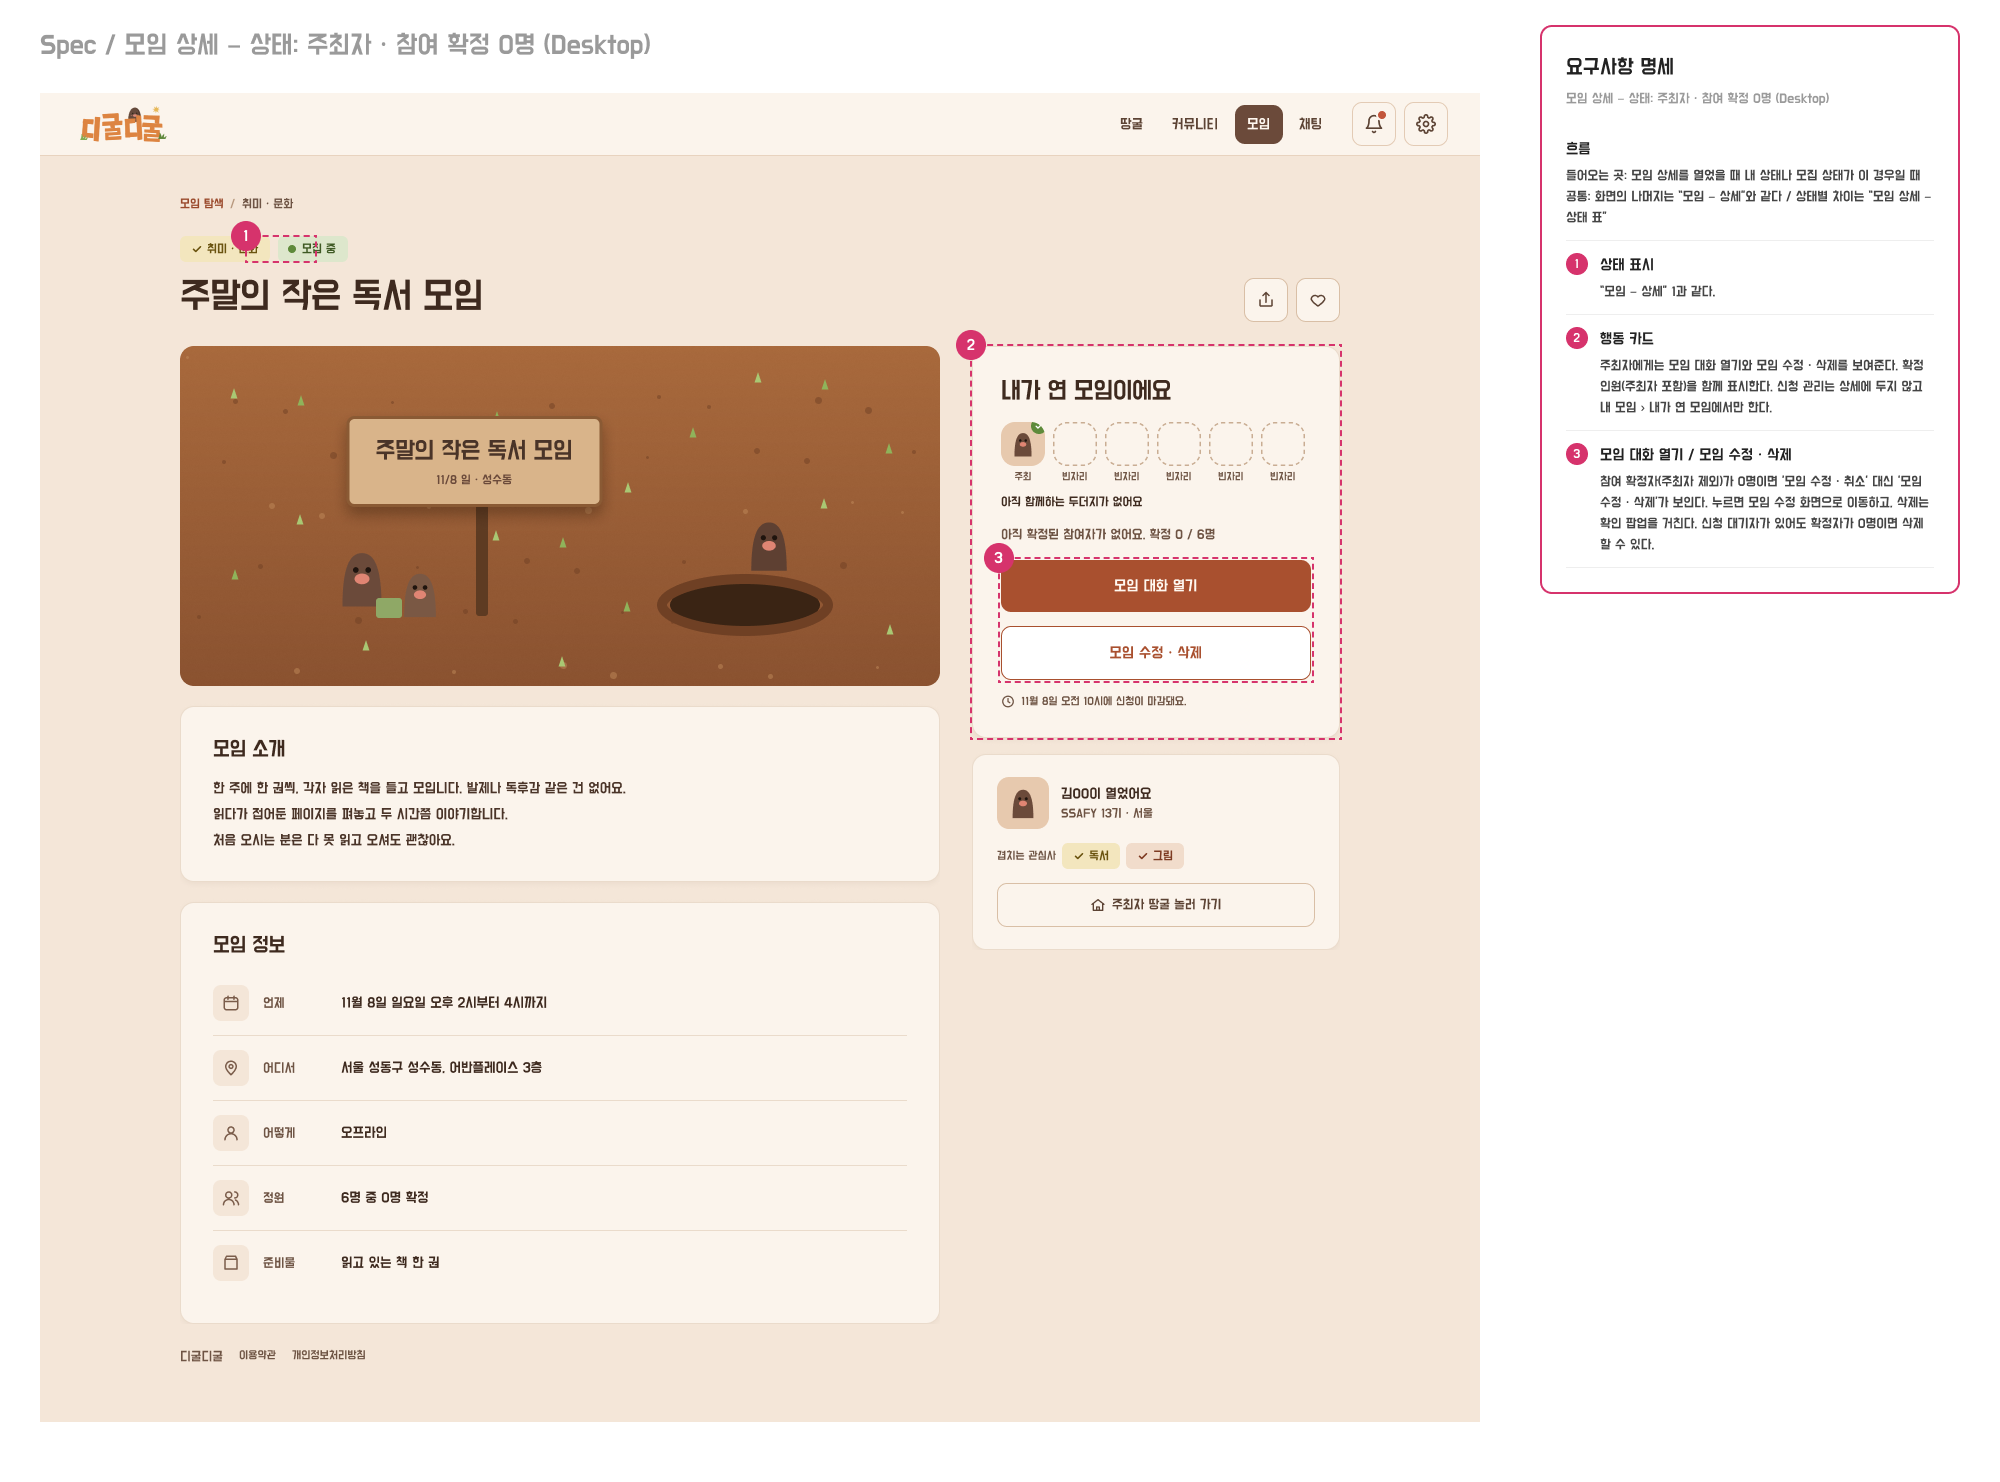 Spec / 모임 상세 – 상태: 주최자 · 참여 확정 0명 (Desktop)
디굴디굴
땅굴
커뮤니티
모임
채팅
모임 탐색 / 취미 · 문화
1
취미 ·
모집 중
주말의 작은 독서 모임
주말의 작은 독서 모임
11/8 일 · 성수동
모임 소개
한 주에 한 권씩, 각자 읽은 책을 들고 모입니다. 발제나 독후감 같은 건 없어요.
읽다가 접어둔 페이지를 펴놓고 두 시간쯤 이야기합니다.
처음 오시는 분은 다 못 읽고 오셔도 괜찮아요.
모임 정보
언제 11월 8일 일요일 오후 2시부터 4시까지
어디서 서울 성동구 성수동, 어반플레이스 3층
어떻게 오프라인
정원 6명 중 0명 확정
준비물 읽고 있는 책 한 권
디굴디굴 이용약관 개인정보처리방침
2
내가 연 모임이에요
주최 빈자리 빈자리 빈자리 빈자리 빈자리
아직 함께하는 두더지가 없어요
아직 확정된 참여자가 없어요. 확정 0 / 6명
3
모임 대화 열기
모임 수정 · 삭제
11월 8일 오전 10시에 신청이 마감돼요.
김OO이 열었어요
SSAFY 13기 · 서울
겹치는 관심사 독서 그림
주최자 땅굴 놀러 가기
요구사항 명세
모임 상세 – 상태: 주최자 · 참여 확정 0명 (Desktop)
흐름
들어오는 곳: 모임 상세를 열었을 때 내 상태나 모집 상태가 이 경우일 때
공통: 화면의 나머지는 "모임 – 상세"와 같다 / 상태별 차이는 "모임 상세 –
상태 표"
1 상태 표시
"모임 – 상세" 1과 같다.
2 행동 카드
주최자에게는 모임 대화 열기와 모임 수정 · 삭제를 보여준다. 확정
인원(주최자 포함)을 함께 표시한다. 신청 관리는 상세에 두지 않고
내 모임 › 내가 연 모임에서만 한다.
3 모임 대화 열기 / 모임 수정 · 삭제
참여 확정자(주최자 제외)가 0명이면 '모임 수정 · 취소' 대신 '모임
수정 · 삭제'가 보인다. 누르면 모임 수정 화면으로 이동하고, 삭제는
확인 팝업을 거친다. 신청 대기자가 있어도 확정자가 0명이면 삭제
할 수 있다.